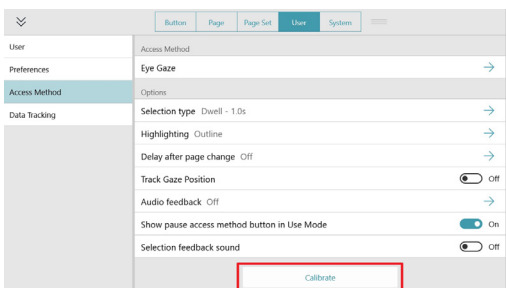 Button Page Page Set User System
User
Preferences
Access Method
Data Tracking
Access Method
Eye Gaze
Options
Selection type Dwell - 1.0s
Highlighting Outline
Delay after page change Off
Track Gaze Position Off
Audio feedback Off
Show pause access method button in Use Mode On
Selection feedback sound Off
Calibrate